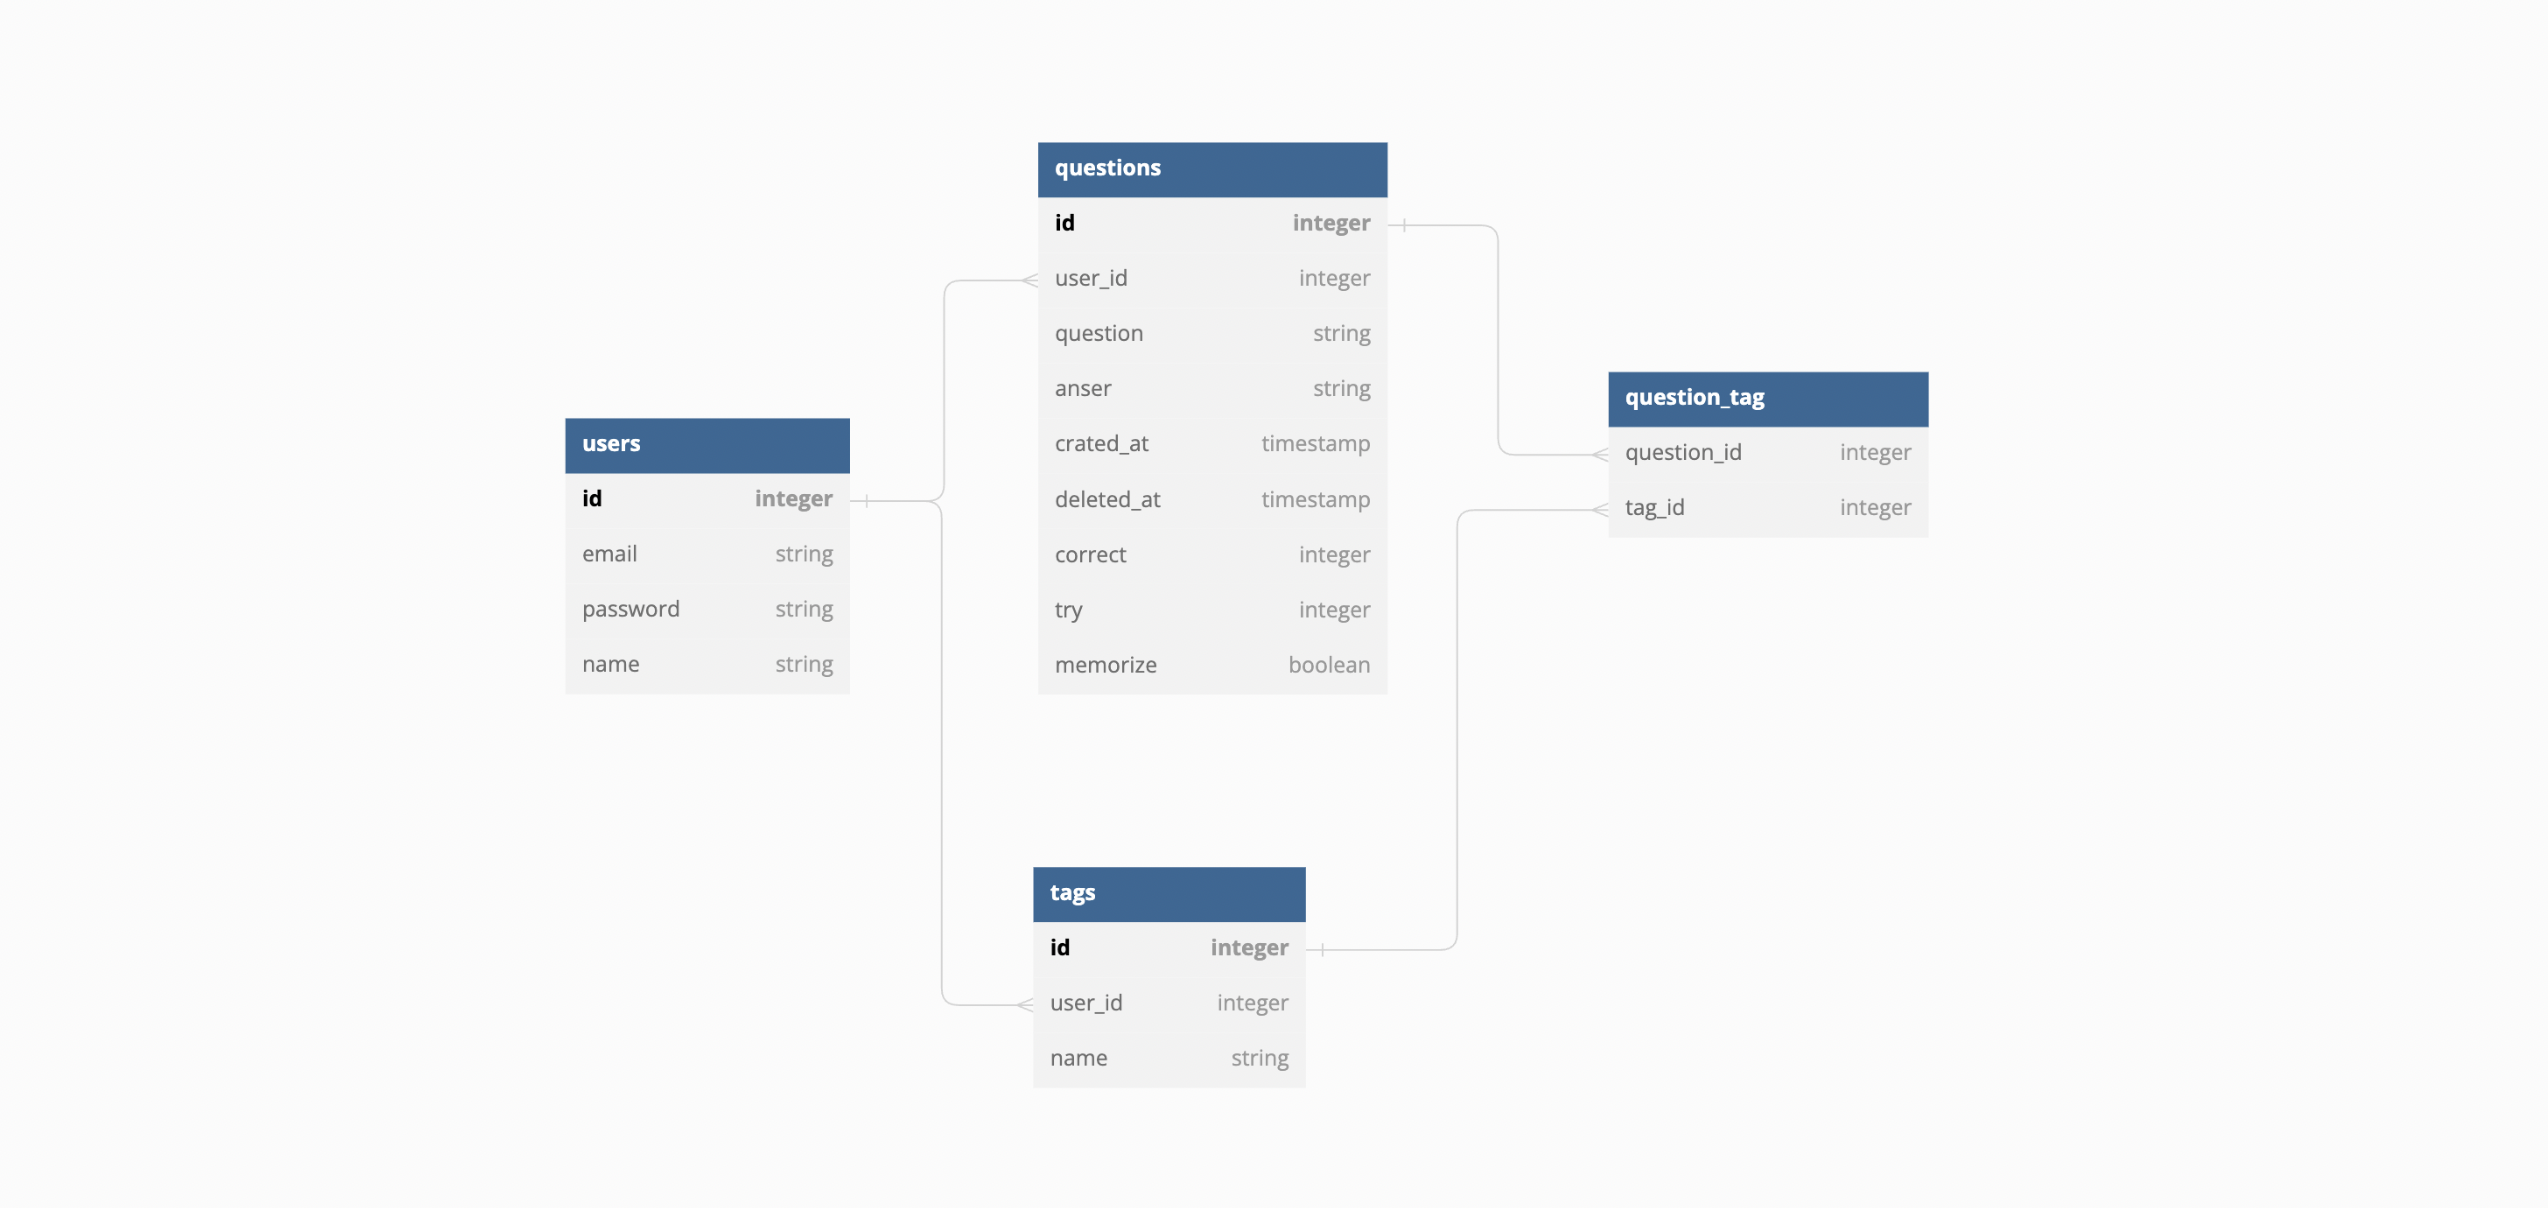 questions
id integer
user_id integer
question string
anser string
crated_at timestamp
deleted_at timestamp
correct integer
try integer
memorize boolean
users
id integer
email string
password string
name string
question_tag
question_id integer
tag_id integer
tags
id integer
user_id integer
name string